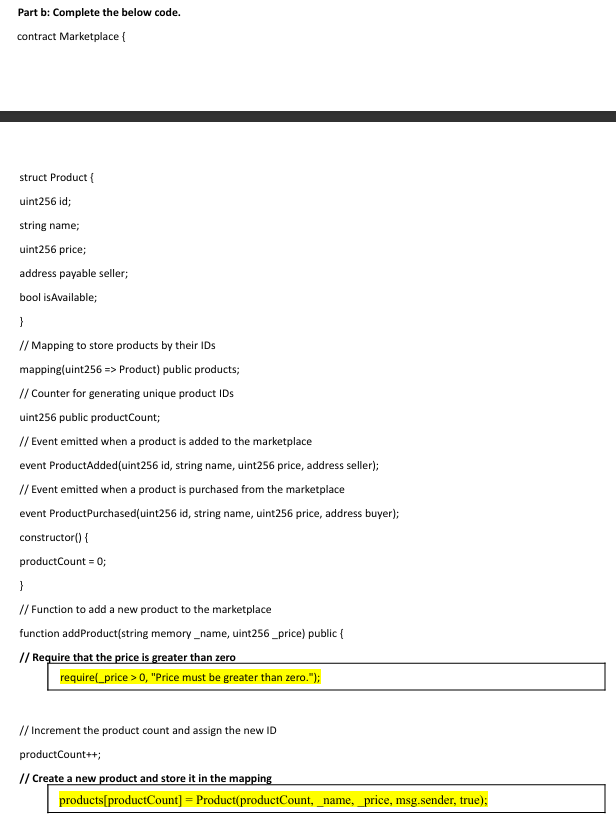 Part b: Complete the below code.
contract Marketplace {
struct Product {
uint256 id;
string name;
uint256 price;
address payable seller;
bool isAvailable;
}
// Mapping to store products by their IDs
mapping(uint256 => Product) public products;
// Counter for generating unique product IDs
uint256 public productCount;
// Event emitted when a product is added to the marketplace
event ProductAdded(uint256 id, string name, uint256 price, address seller);
// Event emitted when a product is purchased from the marketplace
event ProductPurchased(uint256 id, string name, uint256 price, address buyer);
constructor() {
productCount = 0;
}
// Function to add a new product to the marketplace
function addProduct(string memory _name, uint256 _price) public {
// Require that the price is greater than zero
require(_price > 0, "Price must be greater than zero.");
// Increment the product count and assign the new ID
productCount++;
// Create a new product and store it in the mapping
products[productCount] = Product(productCount, _name, _price, msg.sender, true);